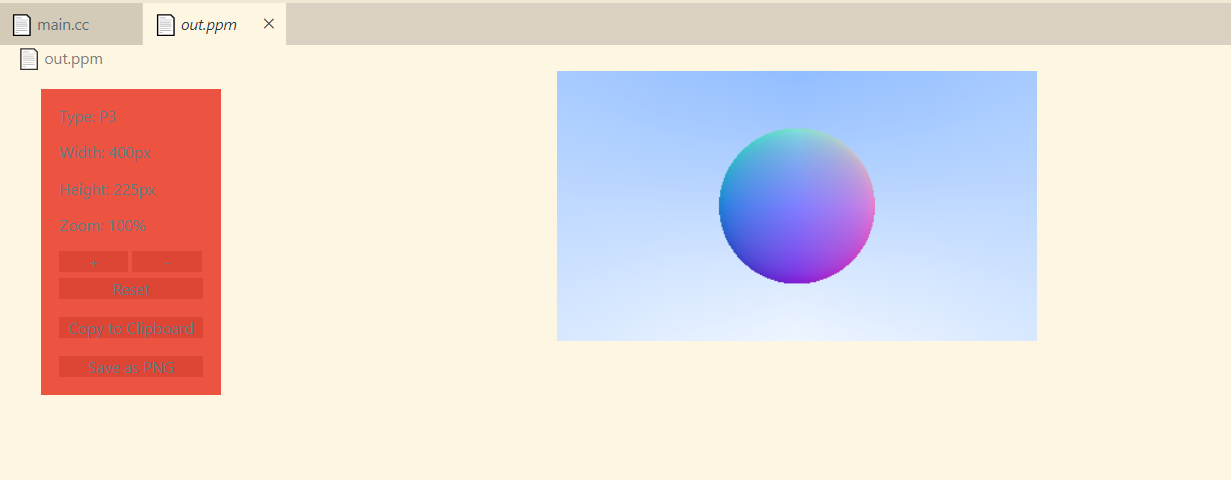 main.cc
out.ppm
out.ppm
Type: P3
Width: 400px
Height: 225px
Zoom: 100%
+ -
Reset
Copy to Clipboard
Save as PNG